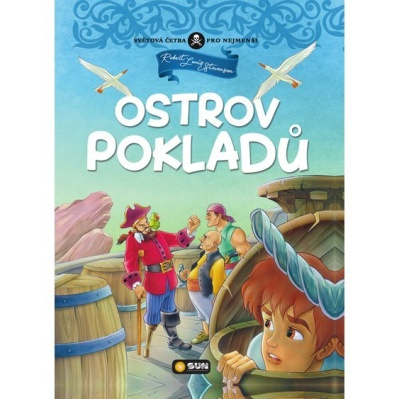 SVĚTOVÁ ČETBA PRO NEJMENŠÍ
Robert Louis Stevenson
OSTROV
POKLADŮ
SUN